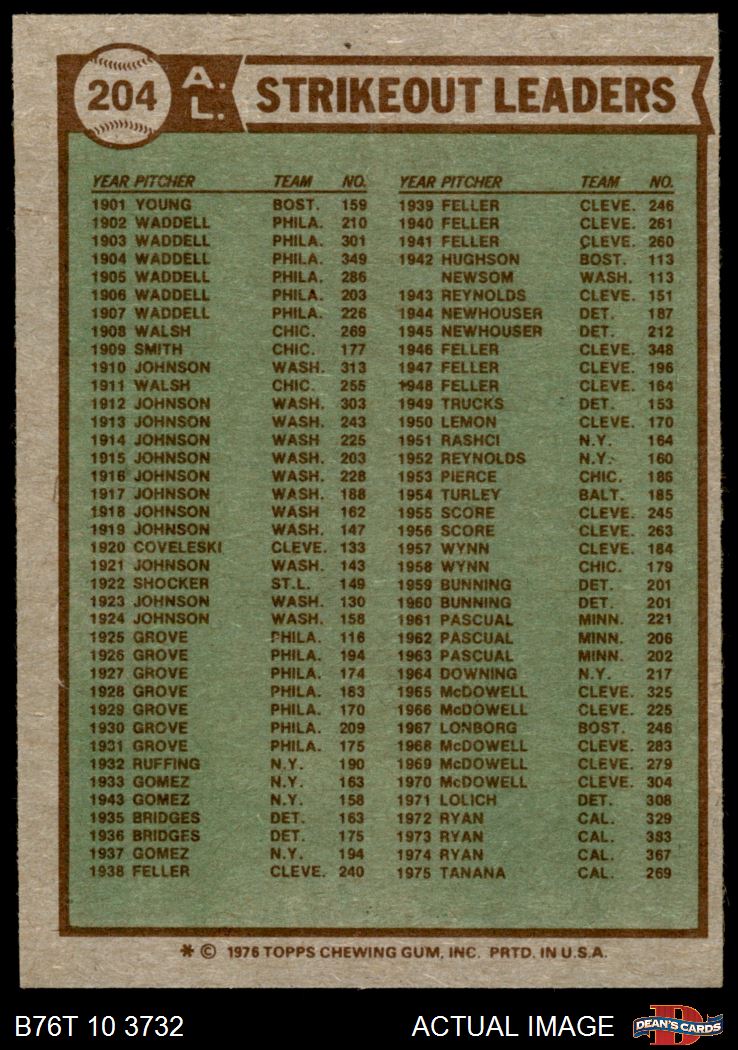 204 A. L. STRIKEOUT LEADERS
YEAR PITCHER TEAM NO.
1901 YOUNG BOST. 159
1902 WADDELL PHILA. 210
1903 WADDELL PHILA. 301
1904 WADDELL PHILA. 349
1905 WADDELL PHILA. 286
1906 WADDELL PHILA. 203
1907 WADDELL PHILA. 226
1908 WALSH CHIC. 269
1909 SMITH CHIC. 177
1910 JOHNSON WASH. 313
1911 WALSH CHIC. 255
1912 JOHNSON WASH. 303
1913 JOHNSON WASH. 243
1914 JOHNSON WASH 225
1915 JOHNSON WASH. 203
1916 JOHNSON WASH. 228
1917 JOHNSON WASH 188
1918 JOHNSON WASH 162
1919 JOHNSON WASH 147
1920 COVELESKI CLEVE. 133
1921 JOHNSON WASH. 143
1922 SHOCKER ST.L. 149
1923 JOHNSON WASH. 130
1924 JOHNSON WASH. 158
1925 GROVE PHILA. 116
1926 GROVE PHILA. 194
1927 GROVE PHILA. 174
1928 GROVE PHILA. 183
1929 GROVE PHILA. 170
1930 GROVE PHILA. 209
1931 GROVE PHILA. 175
1932 RUFFING N.Y. 190
1933 GOMEZ N.Y. 163
1943 GOMEZ N.Y. 158
1935 BRIDGES DET. 163
1936 BRIDGES DET. 175
1937 GOMEZ N.Y. 194
1938 FELLER CLEVE. 240
YEAR PITCHER TEAM NO.
1939 FELLER CLEVE. 246
1940 FELLER CLEVE. 261
1941 FELLER CLEVE. 260
1942 HUGHSON BOST. 113
NEWSOM WASH. 113
1943 REYNOLDS CLEVE. 151
1944 NEWHOUSER DET. 187
1945 NEWHOUSER DET. 212
1946 FELLER CLEVE. 348
1947 FELLER CLEVE. 196
1948 FELLER CLEVE. 164
1949 TRUCKS DET. 153
1950 LEMON CLEVE. 170
1951 RASHCI N.Y. 164
1952 REYNOLDS N.Y. 160
1953 PIERCE CHIC. 186
1954 TURLEY BALT. 185
1955 SCORE CLEVE. 245
1956 SCORE CLEVE. 263
1957 WYNN CLEVE. 184
1958 WYNN CHIC. 179
1959 BUNNING DET. 201
1960 BUNNING DET. 201
1961 PASCUAL MINN. 221
1962 PASCUAL MINN. 206
1963 PASCUAL MINN. 202
1964 DOWNING N.Y. 217
1965 McDOWELL CLEVE. 325
1966 McDOWELL CLEVE. 225
1967 LONBORG BOST. 246
1968 McDOWELL CLEVE. 283
1969 McDOWELL CLEVE. 279
1970 McDOWELL CLEVE. 304
1971 LOLICH DET. 308
1972 RYAN CAL. 329
1973 RYAN CAL. 383
1974 RYAN CAL. 367
1975 TANANA CAL. 269
* © 1976 TOPPS CHEWING GUM, INC. PRTD. IN U.S.A.
B76T 10 3732 ACTUAL IMAGE D DEAN'S CARDS